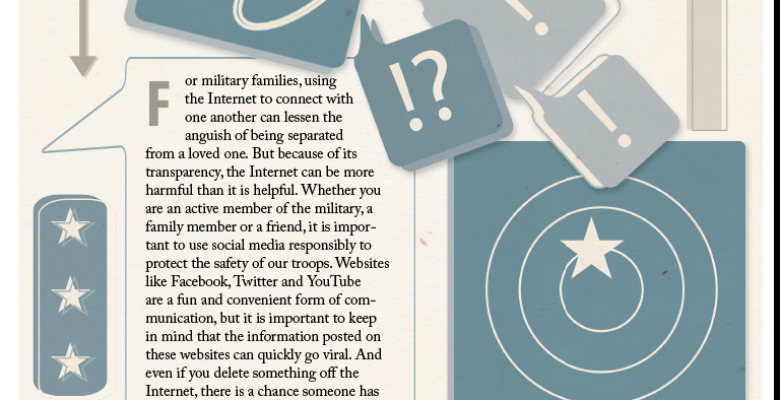 !
!?
!
For military families, using
the Internet to connect with
one another can lessen the
anguish of being separated
from a loved one. But because of its
transparency, the Internet can be more
harmful than it is helpful. Whether you
are an active member of the military, a
family member or a friend, it is impor-
tant to use social media responsibly to
protect the safety of our troops. Websites
like Facebook, Twitter and YouTube
are a fun and convenient form of com-
munication, but it is important to keep
in mind that the information posted on
these websites can quickly go viral. And
even if you delete something off the
Internet, there is a chance someone has